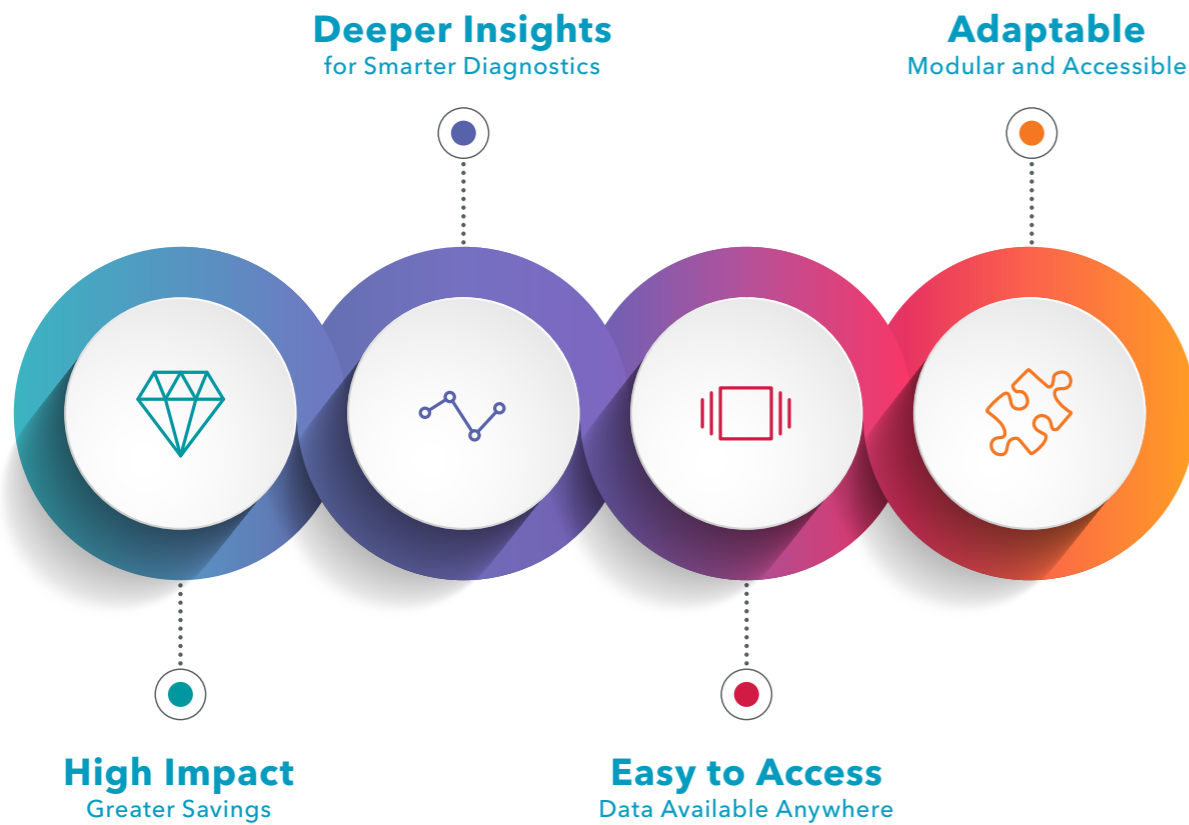 Deeper Insights
for Smarter Diagnostics
Adaptable
Modular and Accessible
High Impact
Greater Savings
Easy to Access
Data Available Anywhere